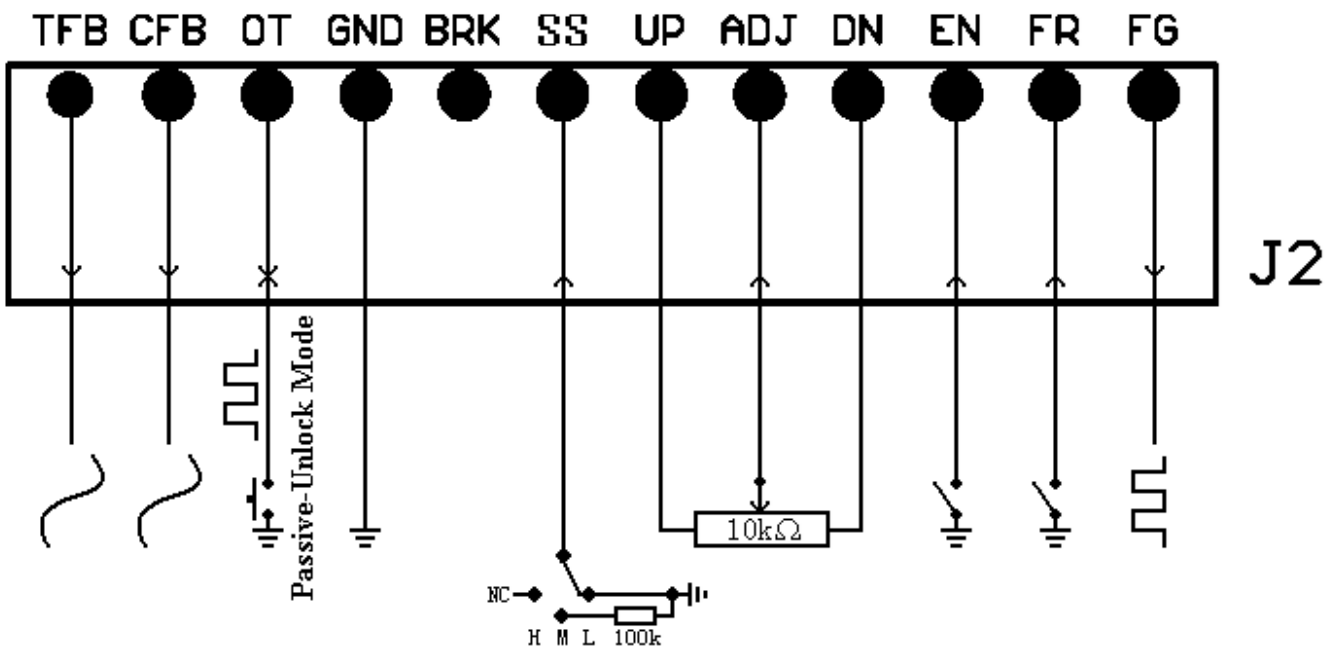 TFB CFB OT GND BRK SS UP ADJ DN EN FR FG
J2
Passive-Unlock Mode
10kΩ
NC
H M L 100k